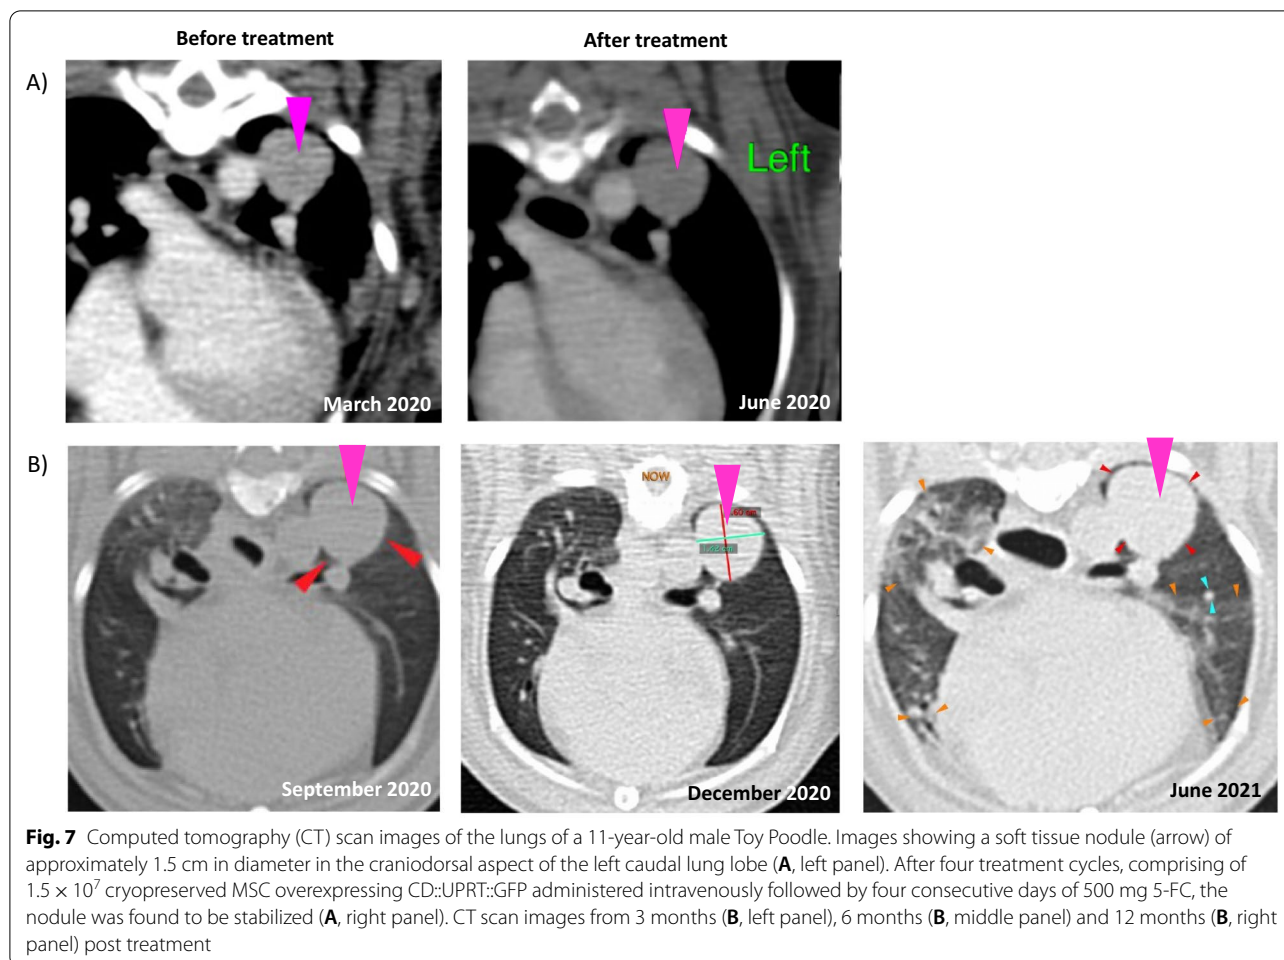 Before treatment
After treatment
A)
Left
March 2020
June 2020
B)
NOW
September 2020
December 2020
June 2021
Fig. 7 Computed tomography (CT) scan images of the lungs of a 11-year-old male Toy Poodle. Images showing a soft tissue nodule (arrow) of
approximately 1.5 cm in diameter in the craniodorsal aspect of the left caudal lung lobe (A, left panel). After four treatment cycles, comprising of
1.5 × 10⁷ cryopreserved MSC overexpressing CD::UPRT::GFP administered intravenously followed by four consecutive days of 500 mg 5-FC, the
nodule was found to be stabilized (A, right panel). CT scan images from 3 months (B, left panel), 6 months (B, middle panel) and 12 months (B, right
panel) post treatment